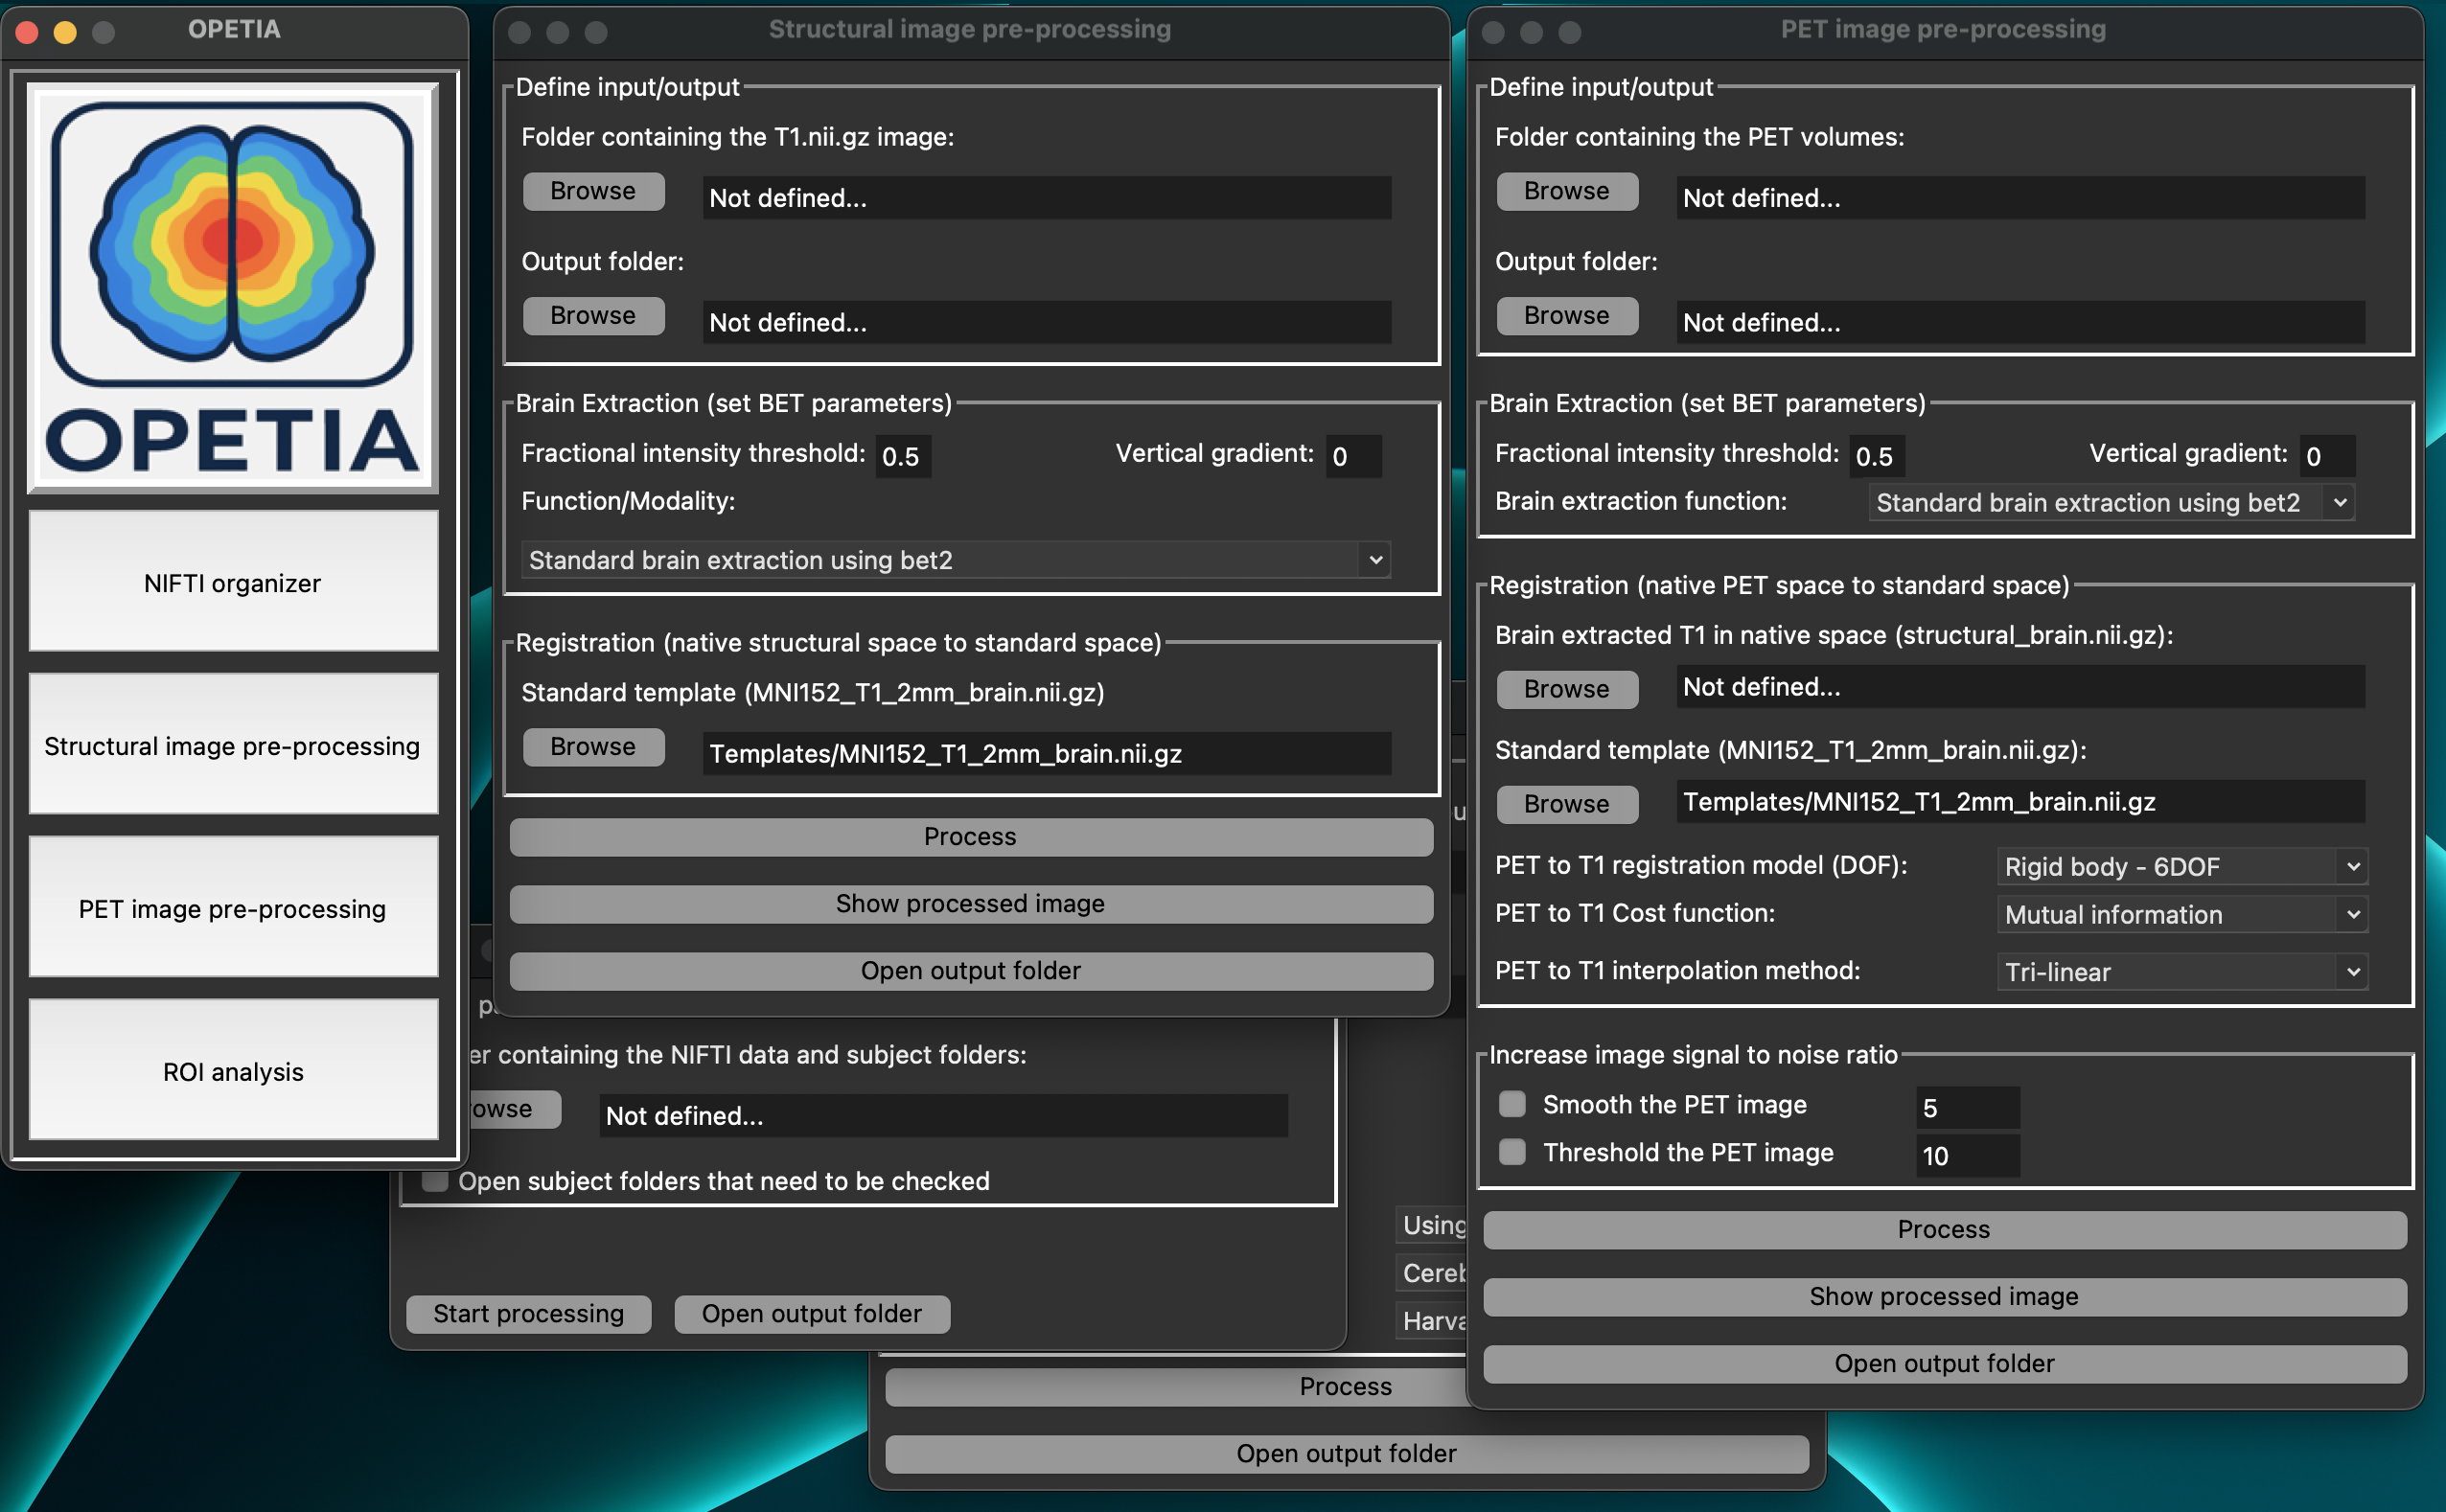 OPETIA
OPETIA
NIFTI organizer
Structural image pre-processing
PET image pre-processing
ROI analysis
Structural image pre-processing
Define input/output
Folder containing the T1.nii.gz image:
Browse
Not defined...
Output folder:
Browse
Not defined...
Brain Extraction (set BET parameters)
Fractional intensity threshold: 0.5 Vertical gradient: 0
Function/Modality:
Standard brain extraction using bet2
Registration (native structural space to standard space)
Standard template (MNI152_T1_2mm_brain.nii.gz)
Browse
Templates/MNI152_T1_2mm_brain.nii.gz
Process
Show processed image
Open output folder
PET image pre-processing
Define input/output
Folder containing the PET volumes:
Browse
Not defined...
Output folder:
Browse
Not defined...
Brain Extraction (set BET parameters)
Fractional intensity threshold: 0.5 Vertical gradient: 0
Brain extraction function: Standard brain extraction using bet2
Registration (native PET space to standard space)
Brain extracted T1 in native space (structural_brain.nii.gz):
Browse
Not defined...
Standard template (MNI152_T1_2mm_brain.nii.gz):
Browse
Templates/MNI152_T1_2mm_brain.nii.gz
PET to T1 registration model (DOF): Rigid body - 6DOF
PET to T1 Cost function: Mutual information
PET to T1 interpolation method: Tri-linear
Increase image signal to noise ratio
Smooth the PET image 5
Threshold the PET image 10
Process
Show processed image
Open output folder
containing the NIFTI data and subject folders:
Not defined...
Open subject folders that need to be checked
Start processing
Open output folder
Using
Process
Open output folder